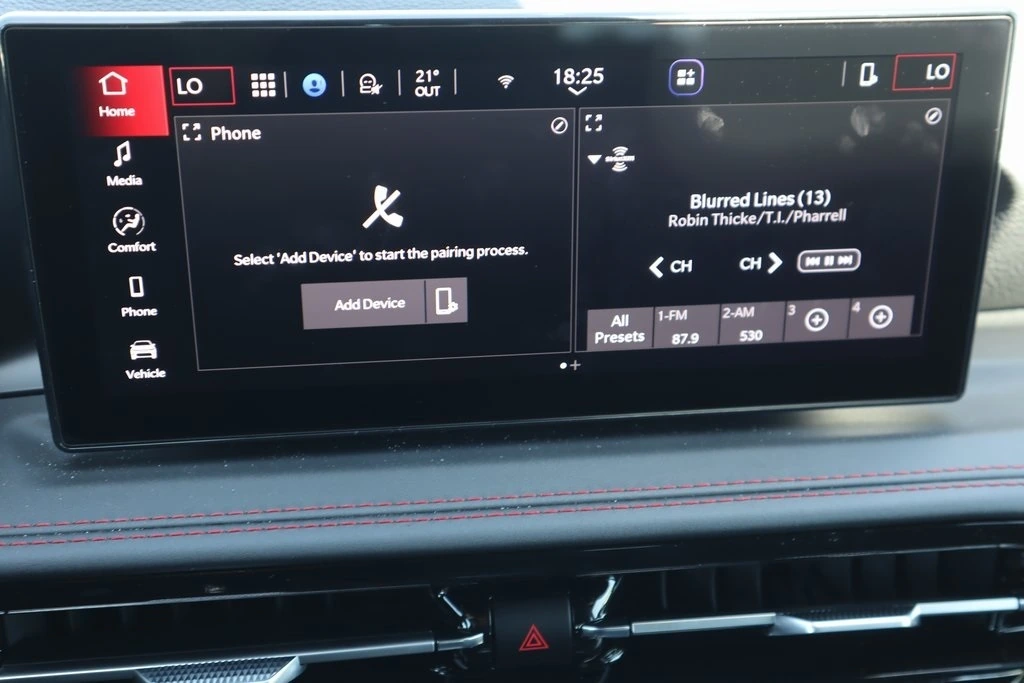 Home
LO
21°
OUT
18:25
LO
Media
Comfort
Phone
Vehicle
Phone
Select 'Add Device' to start the pairing process.
Add Device
SiriusXM
Blurred Lines (13)
Robin Thicke/T.I./Pharrell
CH
CH
All
Presets
1-FM
87.9
2-AM
530
3
4